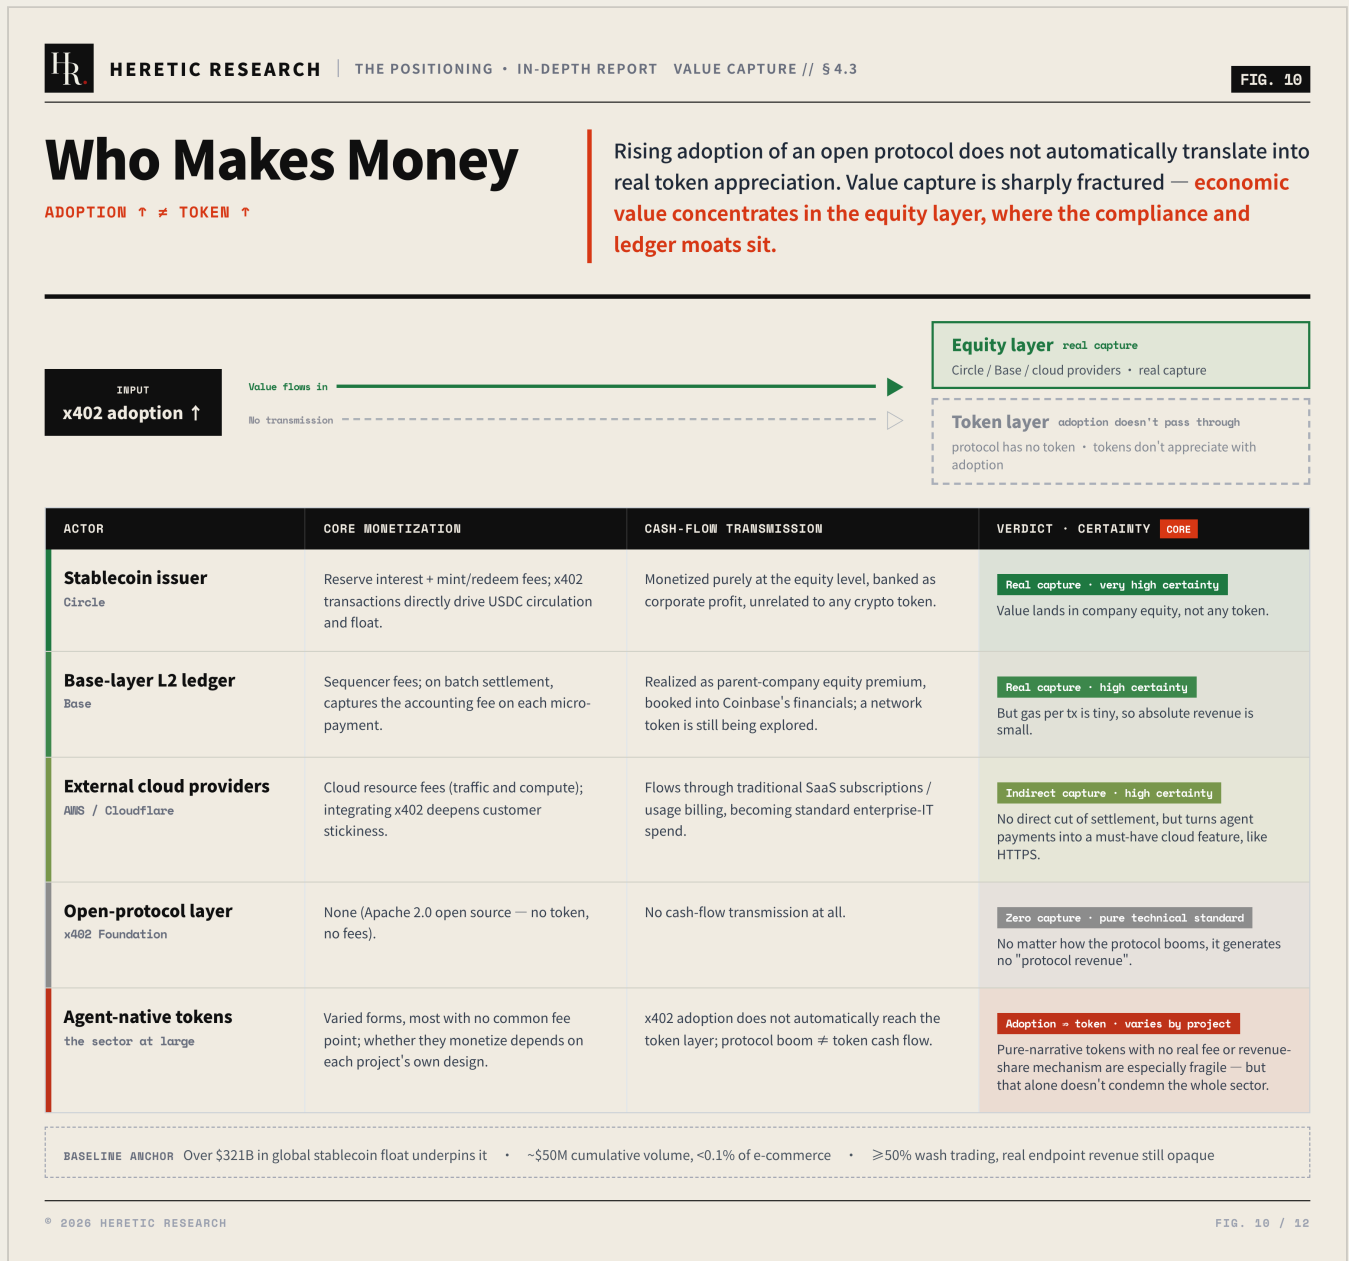 HR.
HERETIC RESEARCH
THE POSITIONING • IN-DEPTH REPORT VALUE CAPTURE // § 4.3
FIG. 10
Who Makes Money
ADOPTION ↑ ≠ TOKEN ↑
Rising adoption of an open protocol does not automatically translate into
real token appreciation. Value capture is sharply fractured — economic
value concentrates in the equity layer, where the compliance and
ledger moats sit.
INPUT
x402 adoption ↑
Value flows in
No transmission
Equity layer real capture
Circle / Base / cloud providers • real capture
Token layer adoption doesn't pass through
protocol has no token • tokens don't appreciate with
adoption
ACTOR
CORE MONETIZATION
CASH-FLOW TRANSMISSION
VERDICT · CERTAINTY CORE
Stablecoin issuer
Circle
Reserve interest + mint/redeem fees; x402
transactions directly drive USDC circulation
and float.
Monetized purely at the equity level, banked as
corporate profit, unrelated to any crypto token.
Real capture · very high certainty
Value lands in company equity, not any token.
Base-layer L2 ledger
Base
Sequencer fees; on batch settlement,
captures the accounting fee on each micro-
payment.
Realized as parent-company equity premium,
booked into Coinbase's financials; a network
token is still being explored.
Real capture · high certainty
But gas per tx is tiny, so absolute revenue is
small.
External cloud providers
AWS / Cloudflare
Cloud resource fees (traffic and compute);
integrating x402 deepens customer
stickiness.
Flows through traditional SaaS subscriptions /
usage billing, becoming standard enterprise-IT
spend.
Indirect capture · high certainty
No direct cut of settlement, but turns agent
payments into a must-have cloud feature, like
HTTPS.
Open-protocol layer
x402 Foundation
None (Apache 2.0 open source — no token,
no fees).
No cash-flow transmission at all.
Zero capture · pure technical standard
No matter how the protocol booms, it generates
no "protocol revenue".
Agent-native tokens
the sector at large
Varied forms, most with no common fee
point; whether they monetize depends on
each project's own design.
x402 adoption does not automatically reach the
token layer; protocol boom ≠ token cash flow.
Adoption ⇏ token · varies by project
Pure-narrative tokens with no real fee or revenue-
share mechanism are especially fragile — but
that alone doesn't condemn the whole sector.
BASELINE ANCHOR Over $321B in global stablecoin float underpins it • ~$50M cumulative volume, <0.1% of e-commerce • ⩾50% wash trading, real endpoint revenue still opaque
© 2026 HERETIC RESEARCH
FIG. 10 / 12